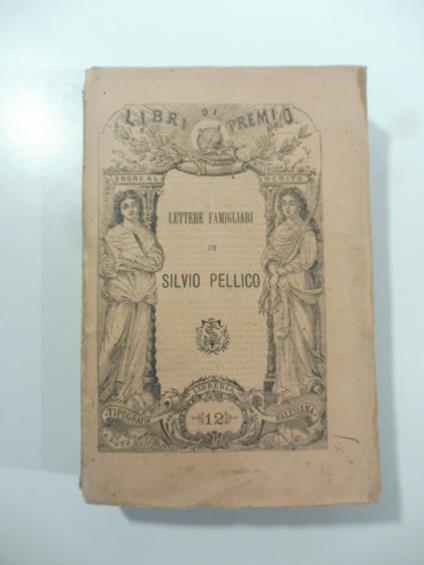 LIBRI DI PREMIO
ONORE AL MERITO
LETTERE FAMIGLIARI
DI
SILVIO PELLICO
LIBRERIA
TIPOGRAFIA 12 SALESIANA